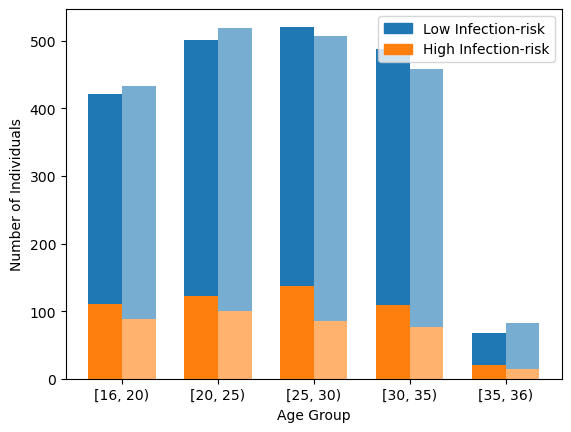 Low Infection-risk
High Infection-risk
Number of Individuals
500
400
300
200
100
0
[16, 20)
[20, 25)
[25, 30)
[30, 35)
[35, 36)
Age Group